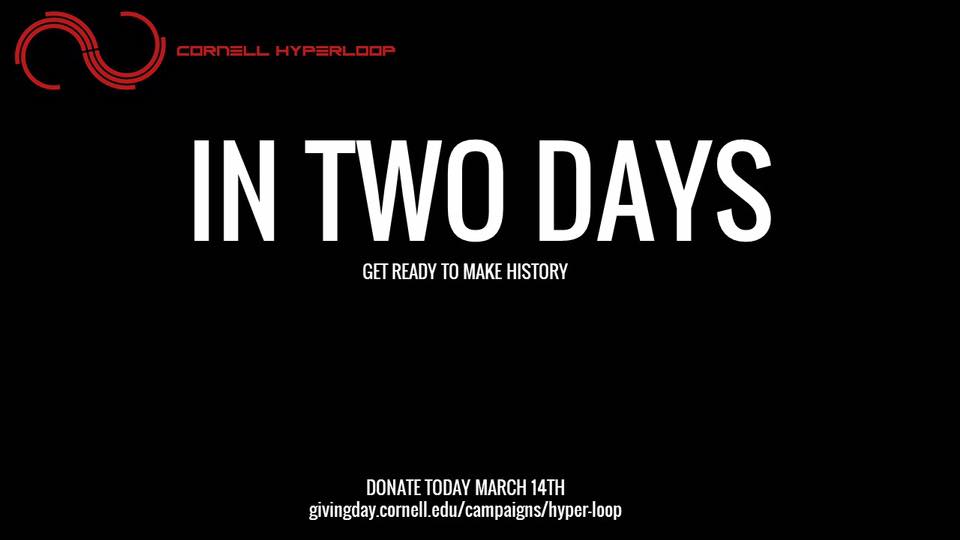 CORNELL HYPERLOOP
IN TWO DAYS
GET READY TO MAKE HISTORY
DONATE TODAY MARCH 14TH
givingday.cornell.edu/campaigns/hyper-loop